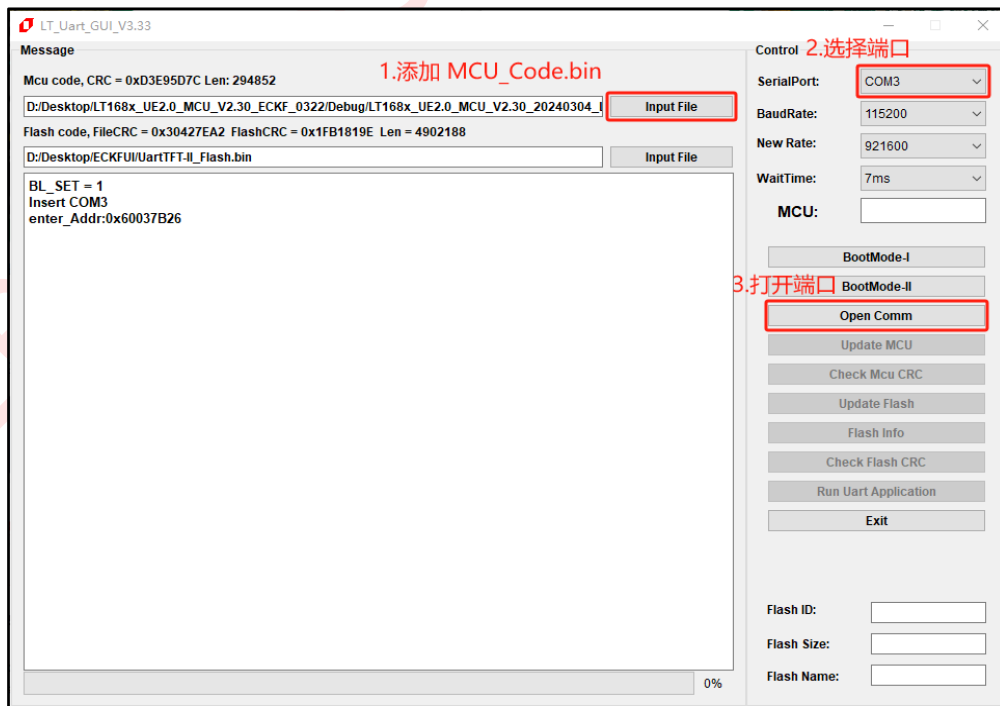 LT_Uart_GUI_V3.33
Message
Mcu code, CRC = 0xD3E95D7C Len: 294852
1.添加 MCU_Code.bin
D:/Desktop/LT168x_UE2.0_MCU_V2.30_ECKF_0322/Debug/LT168x_UE2.0_MCU_V2.30_20240304_
Input File
Flash code, FileCRC = 0x30427EA2 FlashCRC = 0x1FB1819E Len = 4902188
D:/Desktop/ECKFUI/UartTFT-II_Flash.bin
Input File
BL_SET = 1
Insert COM3
enter_Addr:0x60037B26
0%
Control
2.选择端口
SerialPort:
COM3
BaudRate:
115200
New Rate:
921600
WaitTime:
7ms
MCU:
BootMode-I
3.打开端口
BootMode-II
Open Comm
Update MCU
Check Mcu CRC
Update Flash
Flash Info
Check Flash CRC
Run Uart Application
Exit
Flash ID:
Flash Size:
Flash Name: